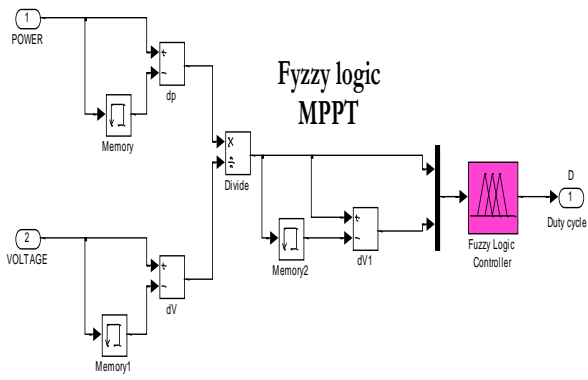 1
POWER
+
−
dp
Memory
Fyzzy logic
MPPT
×
÷
Divide
D
1
Duty cycle
Fuzzy Logic
Controller
+
−
dV1
Memory2
2
VOLTAGE
+
−
dV
Memory1